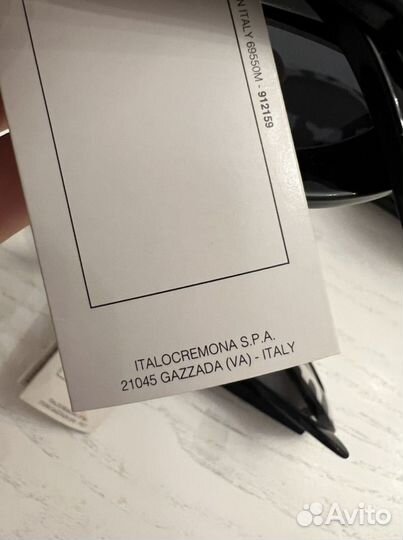 N ITALY 69550M - 912159
ITALOCREMONA S.P.A.
21045 GAZZADA (VA) - ITALY
Avito